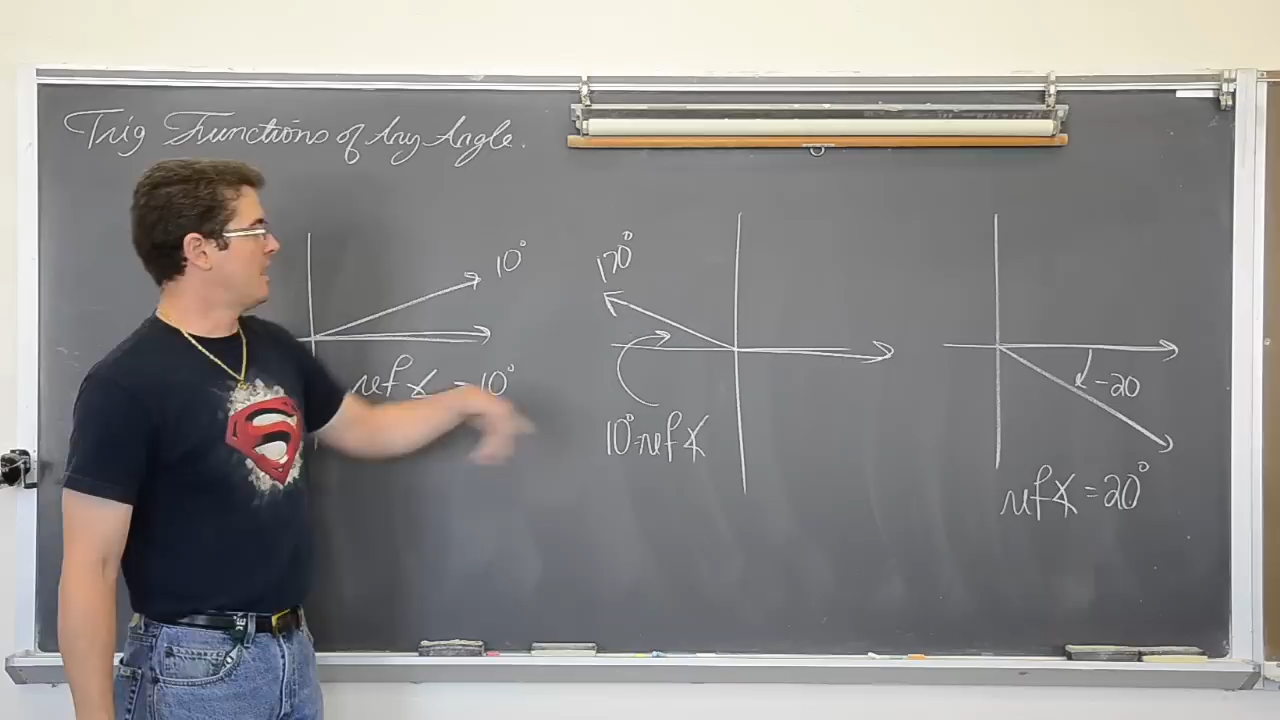 Trig Functions of Any Angle.
10°
ref ∡ = 10°
170°
10° = ref ∡
-20
ref ∡ = 20°